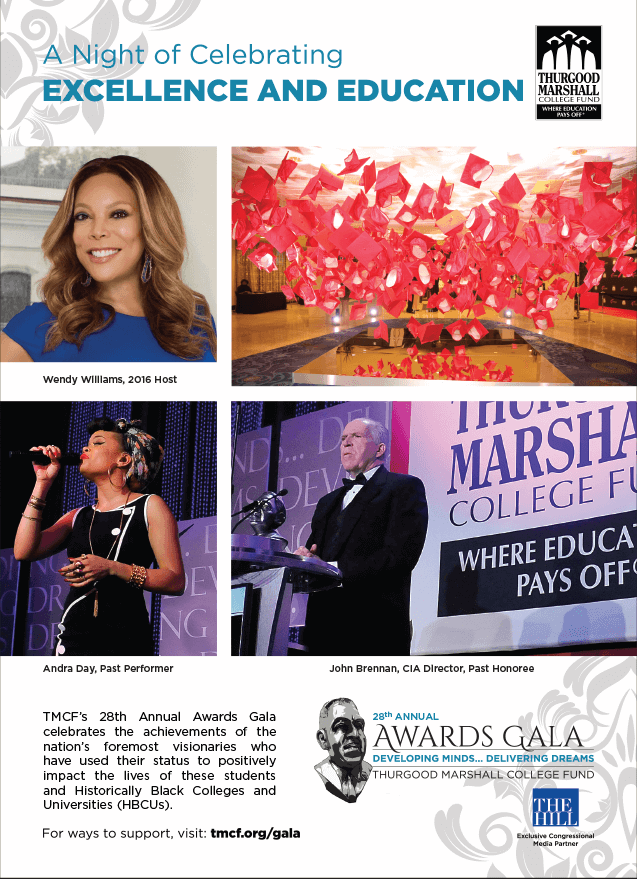 A Night of Celebrating
EXCELLENCE AND EDUCATION
THURGOOD
MARSHALL
COLLEGE FUND
WHERE EDUCATION
PAYS OFF®
Wendy Williams, 2016 Host
THURG
MARSHA
COLLEGE FU
WHERE EDUCA
PAYS OFF®
Andra Day, Past Performer
John Brennan, CIA Director, Past Honoree
TMCF's 28th Annual Awards Gala
celebrates the achievements of the
nation's foremost visionaries who
have used their status to positively
impact the lives of these students
and Historically Black Colleges and
Universities (HBCUs).
For ways to support, visit: tmcf.org/gala
28th ANNUAL
AWARDS GALA
DEVELOPING MINDS... DELIVERING DREAMS
THURGOOD MARSHALL COLLEGE FUND
THE
HILL
Exclusive Congressional
Media Partner